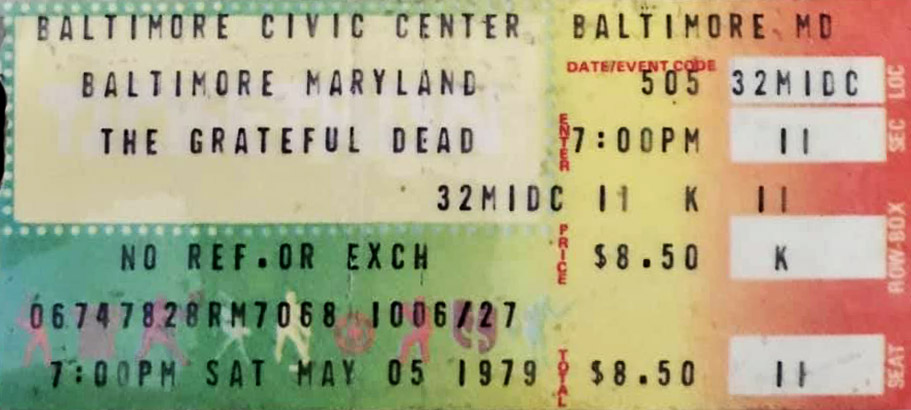 BALTIMORE CIVIC CENTER BALTIMORE MD
DATE/EVENT CODE
BALTIMORE MARYLAND 505 32MIDC LOC
THE GRATEFUL DEAD ENTER 7:00PM 11 SEC
32MIDC 11 K 11
NO REF.OR EXCH PRICE $8.50 K ROW-BOX
06747828RM7068 1006/27
7:00PM SAT MAY 05 1979 TOTAL $8.50 11 SEAT